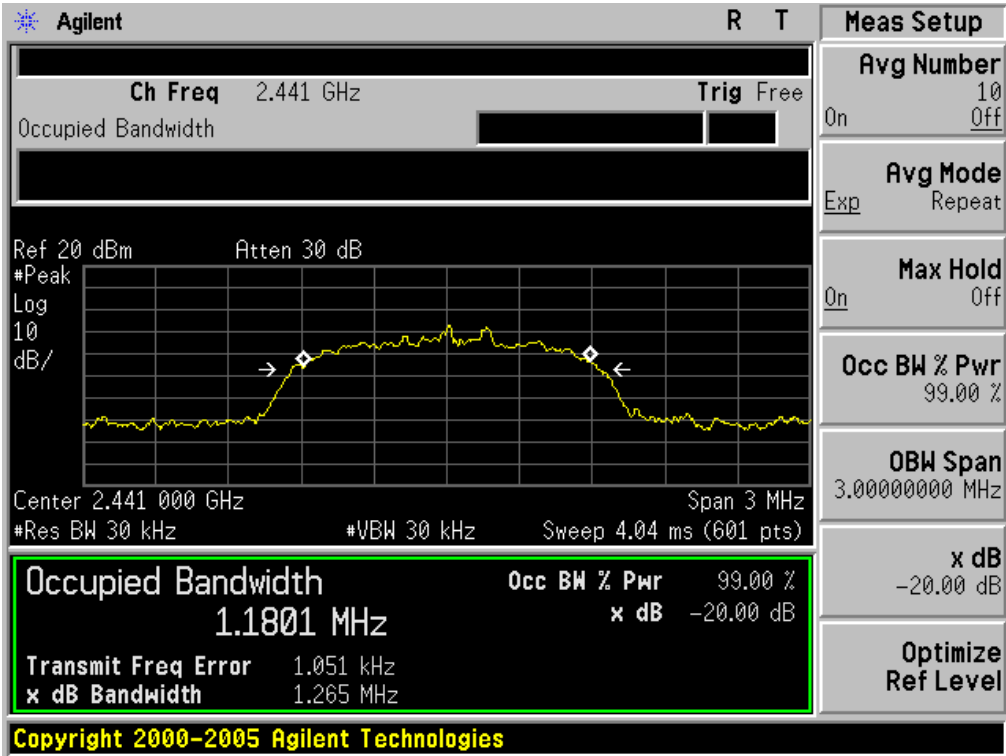 Agilent R T
Ch Freq 2.441 GHz Trig Free
Occupied Bandwidth
Ref 20 dBm Atten 30 dB
#Peak
Log
10
dB/
Center 2.441 000 GHz Span 3 MHz
#Res BW 30 kHz #VBW 30 kHz Sweep 4.04 ms (601 pts)
Occupied Bandwidth
1.1801 MHz
Occ BW % Pwr 99.00 %
x dB -20.00 dB
Transmit Freq Error 1.051 kHz
x dB Bandwidth 1.265 MHz
Copyright 2000-2005 Agilent Technologies
Meas Setup
Avg Number
10
On Off
Avg Mode
Exp Repeat
Max Hold
On Off
Occ BW % Pwr
99.00 %
OBW Span
3.00000000 MHz
x dB
-20.00 dB
Optimize
Ref Level